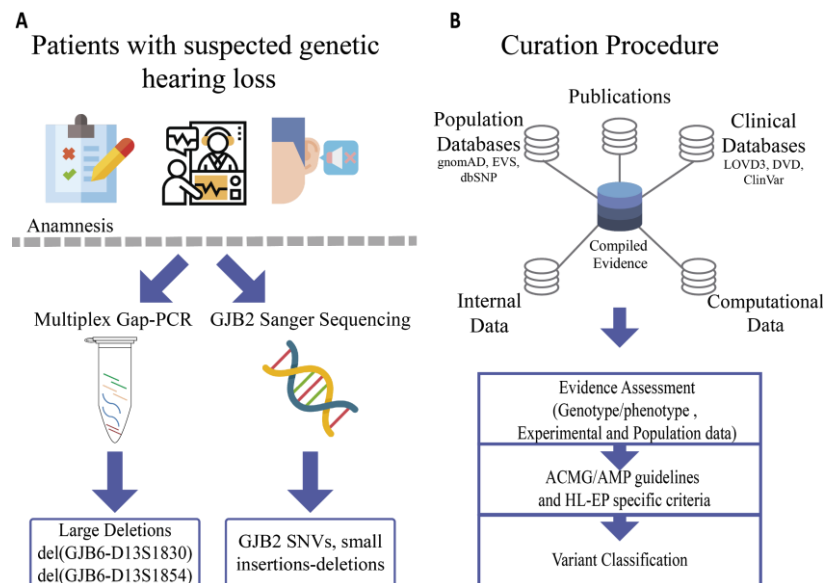 A
Patients with suspected genetic
hearing loss
Anamnesis
Multiplex Gap-PCR
GJB2 Sanger Sequencing
Large Deletions
del(GJB6-D13S1830)
del(GJB6-D13S1854)
GJB2 SNVs, small
insertions-deletions
B
Curation Procedure
Publications
Population
Databases
gnomAD, EVS,
dbSNP
Clinical
Databases
LOVD3, DVD,
ClinVar
Compiled
Evidence
Internal
Data
Computational
Data
Evidence Assessment
(Genotype/phenotype ,
Experimental and Population data)
ACMG/AMP guidelines
and HL-EP specific criteria
Variant Classification